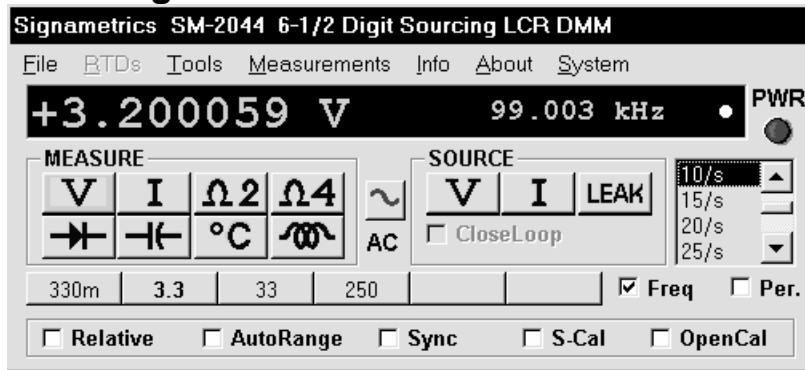 Signametrics SM-2044 6-1/2 Digit Sourcing LCR DMM
File RTDs Tools Measurements Info About System
+3.200059 V 99.003 kHz PWR
MEASURE SOURCE
V I Ω2 Ω4 ~ V I LEAK 10/s
15/s
°C AC CloseLoop 20/s
25/s
330m 3.3 33 250 Freq Per.
Relative AutoRange Sync S-Cal OpenCal